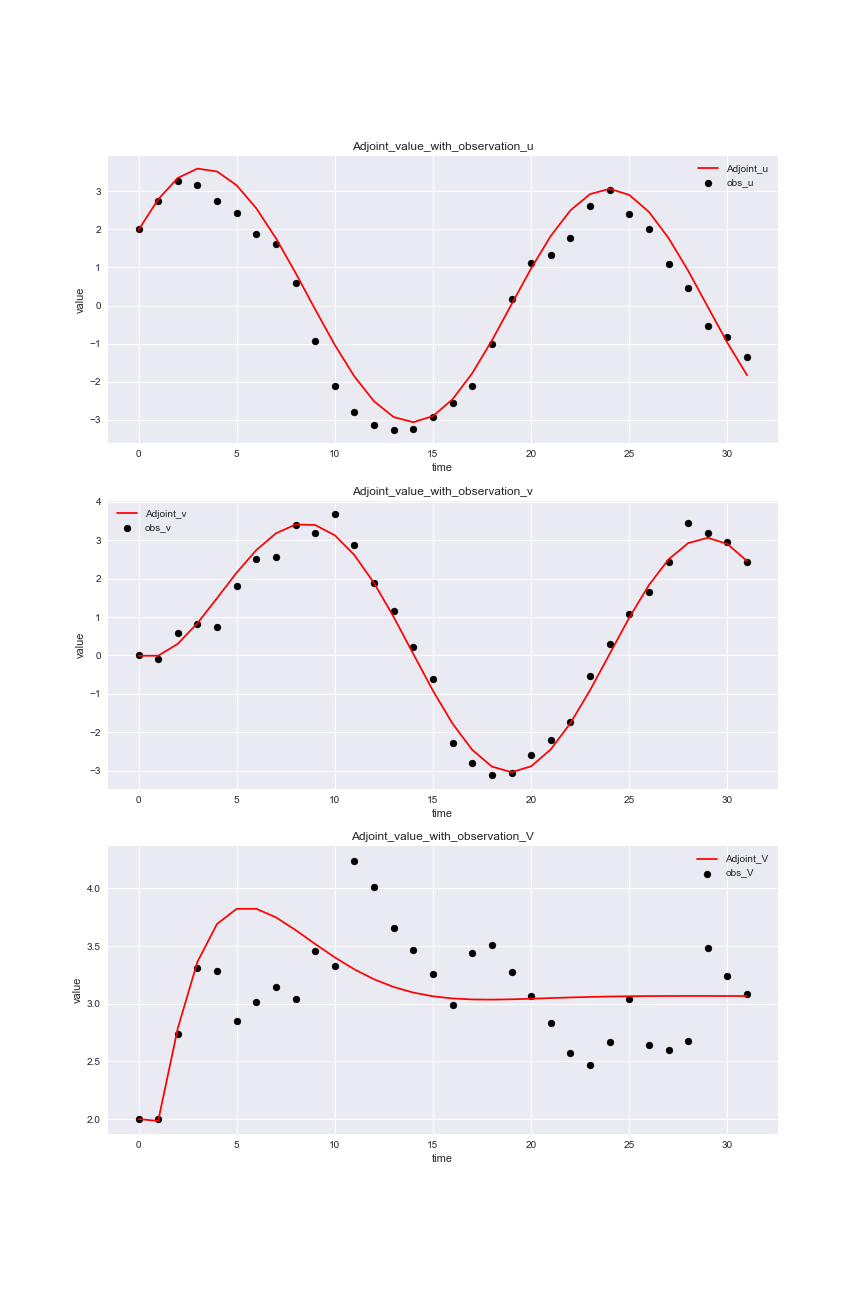 Adjoint_value_with_observation_u
Adjoint_u
obs_u
3
2
1
0
−1
−2
−3
value
0 5 10 15 20 25 30
time
Adjoint_value_with_observation_v
Adjoint_v
obs_v
4
3
2
1
0
−1
−2
−3
value
0 5 10 15 20 25 30
time
Adjoint_value_with_observation_V
Adjoint_V
obs_V
4.0
3.5
3.0
2.5
2.0
value
0 5 10 15 20 25 30
time